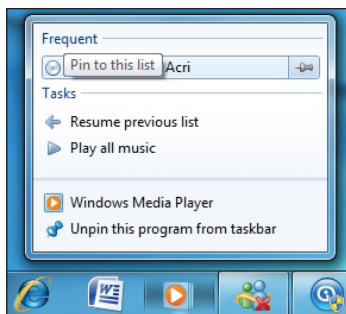 Frequent
Pin to this list Acri
Tasks
Resume previous list
Play all music
Windows Media Player
Unpin this program from taskbar